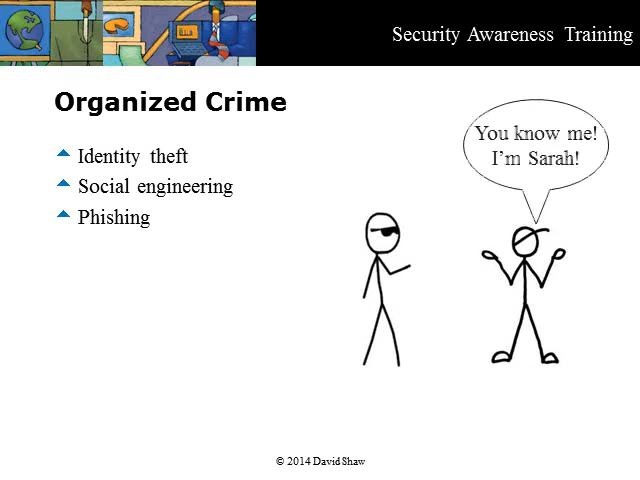 Security Awareness Training
Organized Crime
Identity theft
Social engineering
Phishing
You know me!
I'm Sarah!
© 2014 David Shaw